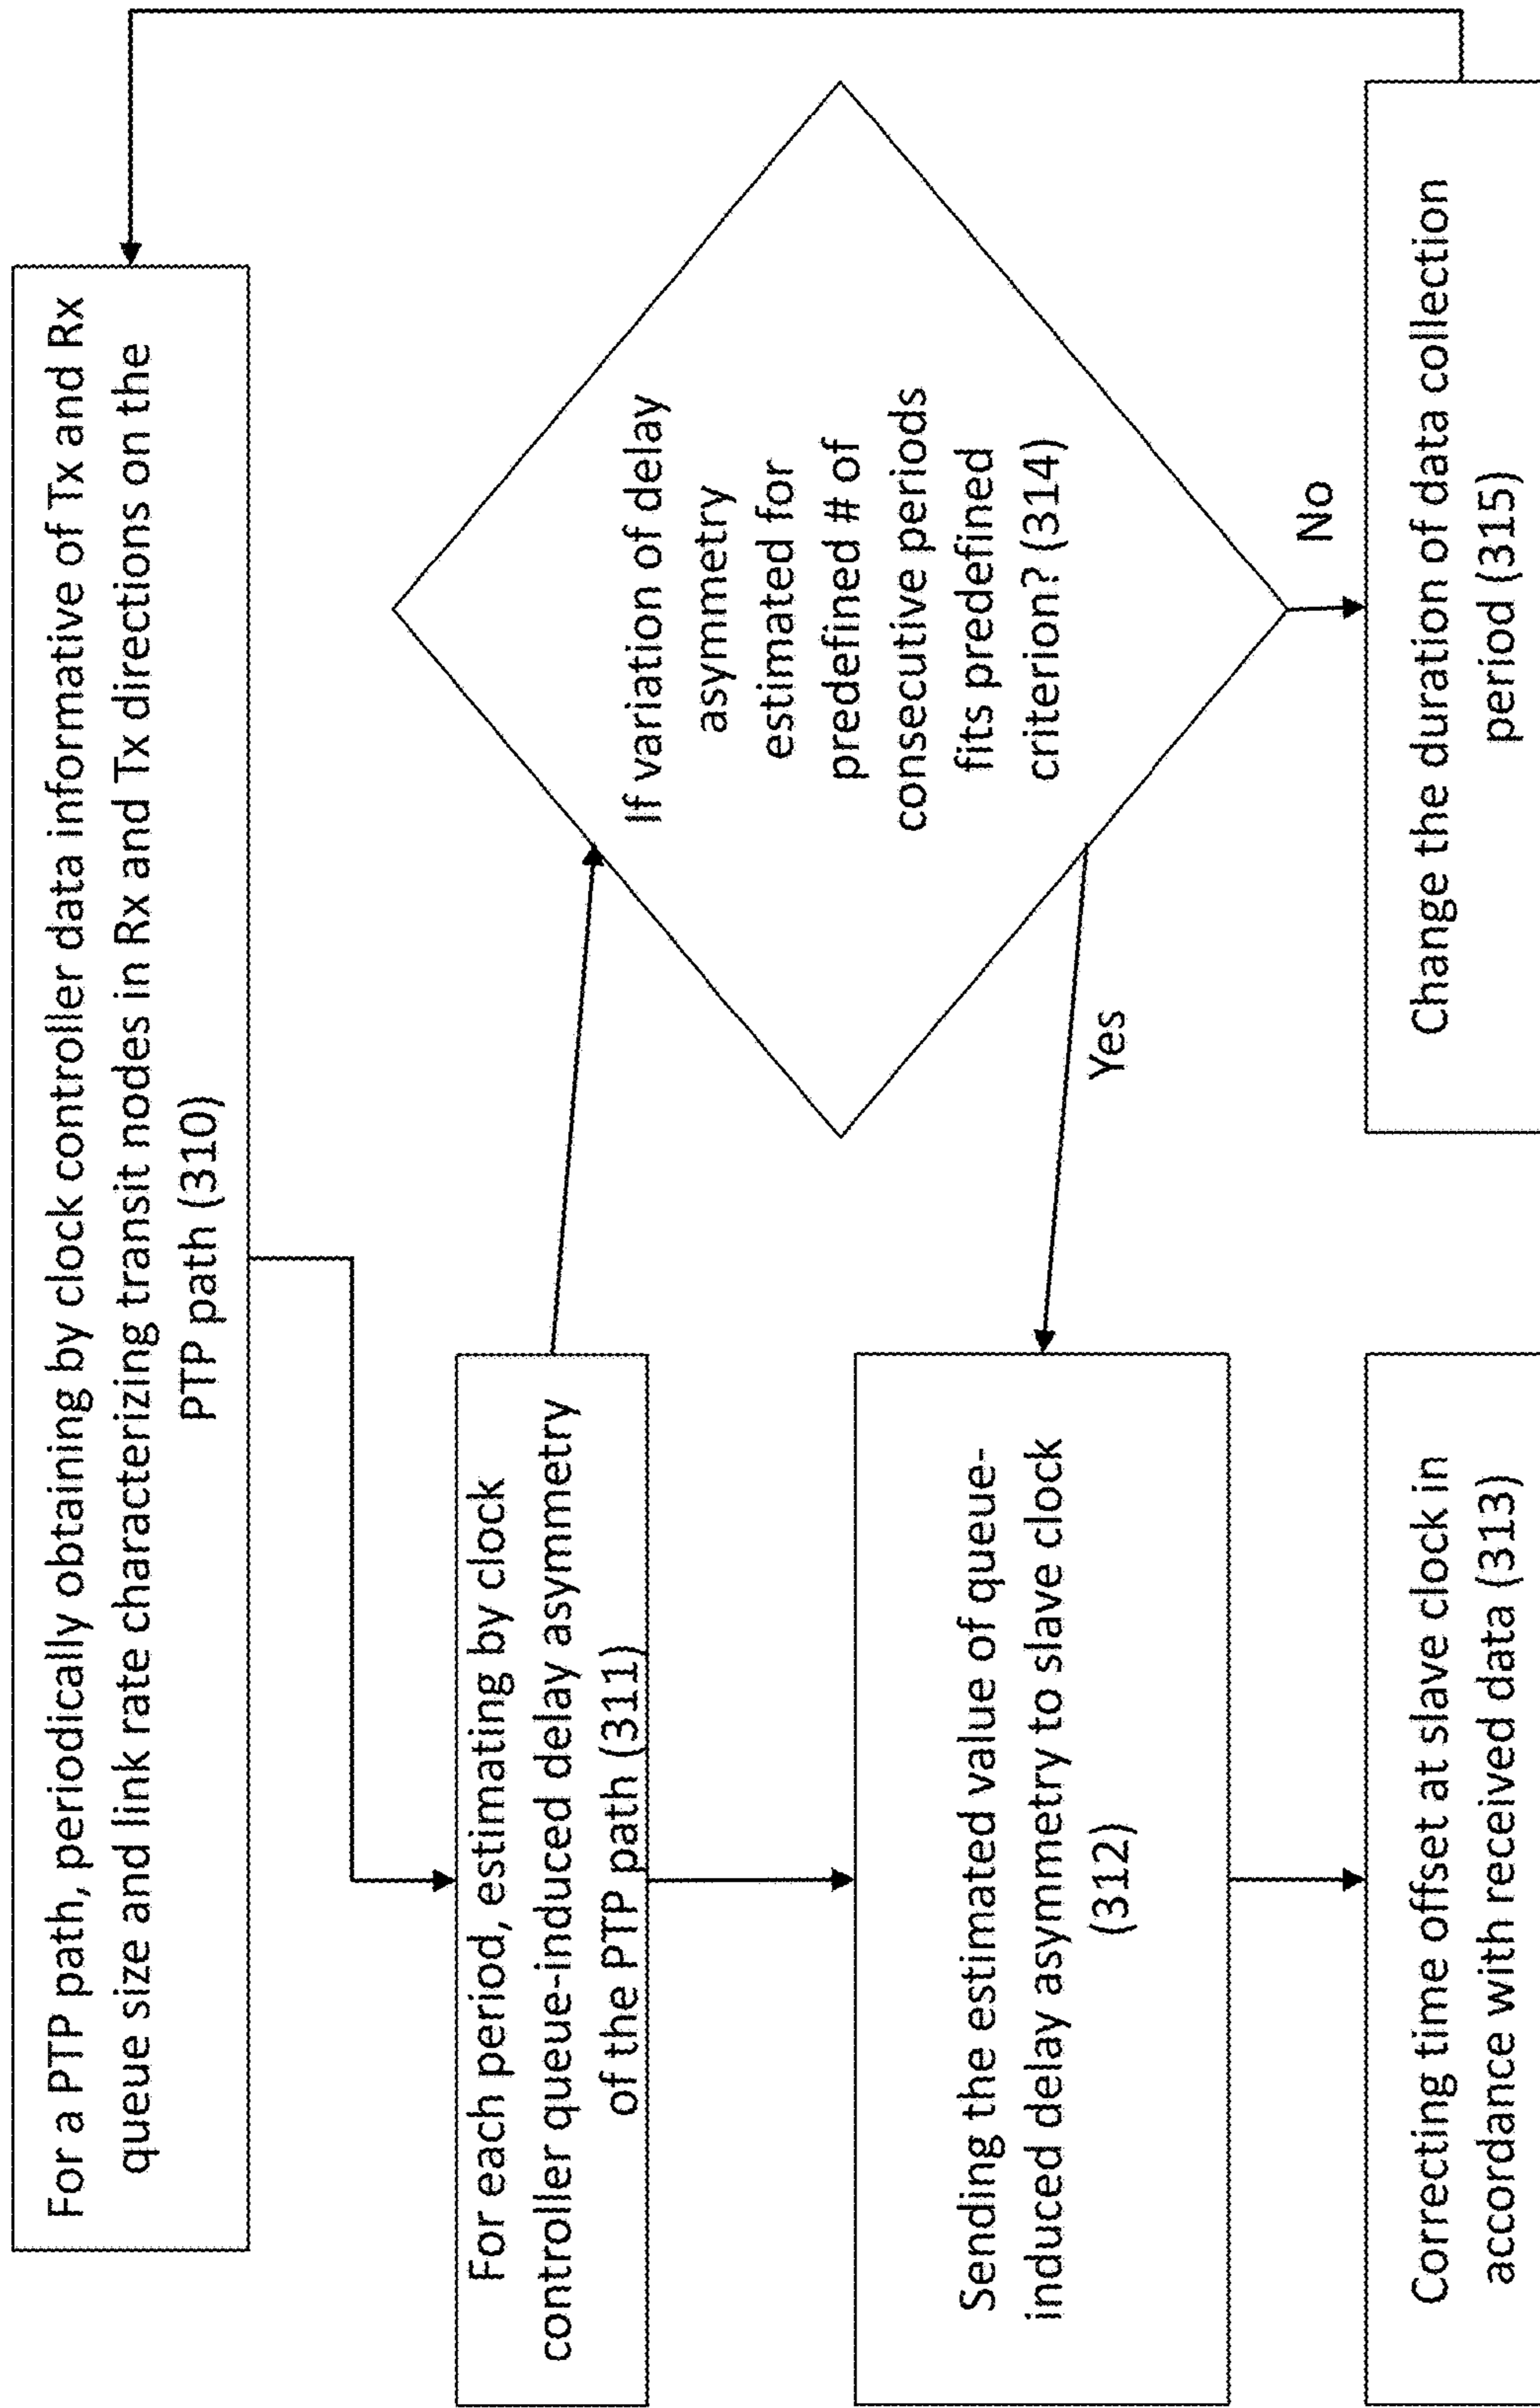 For a PTP path, periodically obtaining by clock controller data informative of Tx and Rx
queue size and link rate characterizing transit nodes in Rx and Tx directions on the
PTP path (310)
For each period, estimating by clock
controller queue-induced delay asymmetry
of the PTP path (311)
If variation of delay
asymmetry
estimated for
predefined # of
consecutive periods
fits predefined
criterion? (314)
Yes
No
Sending the estimated value of queue-
induced delay asymmetry to slave clock
(312)
Correcting time offset at slave clock in
accordance with received data (313)
Change the duration of data collection
period (315)